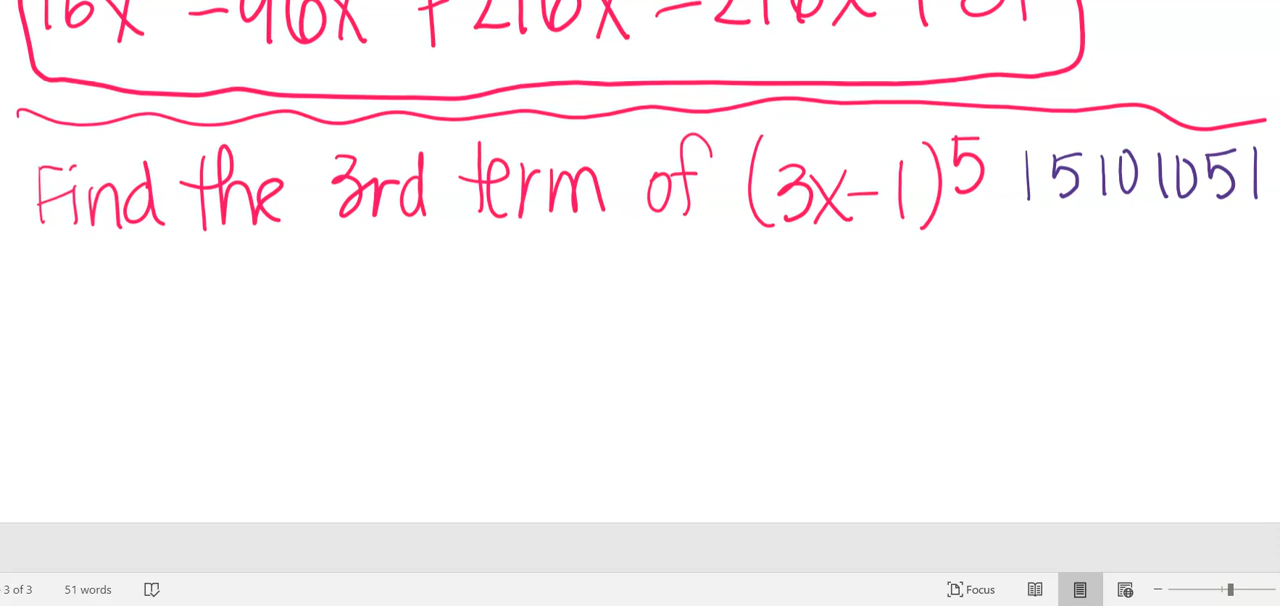 Find the 3rd term of (3x-1)⁵ 1 5 10 10 5 1
3 of 3 51 words Focus